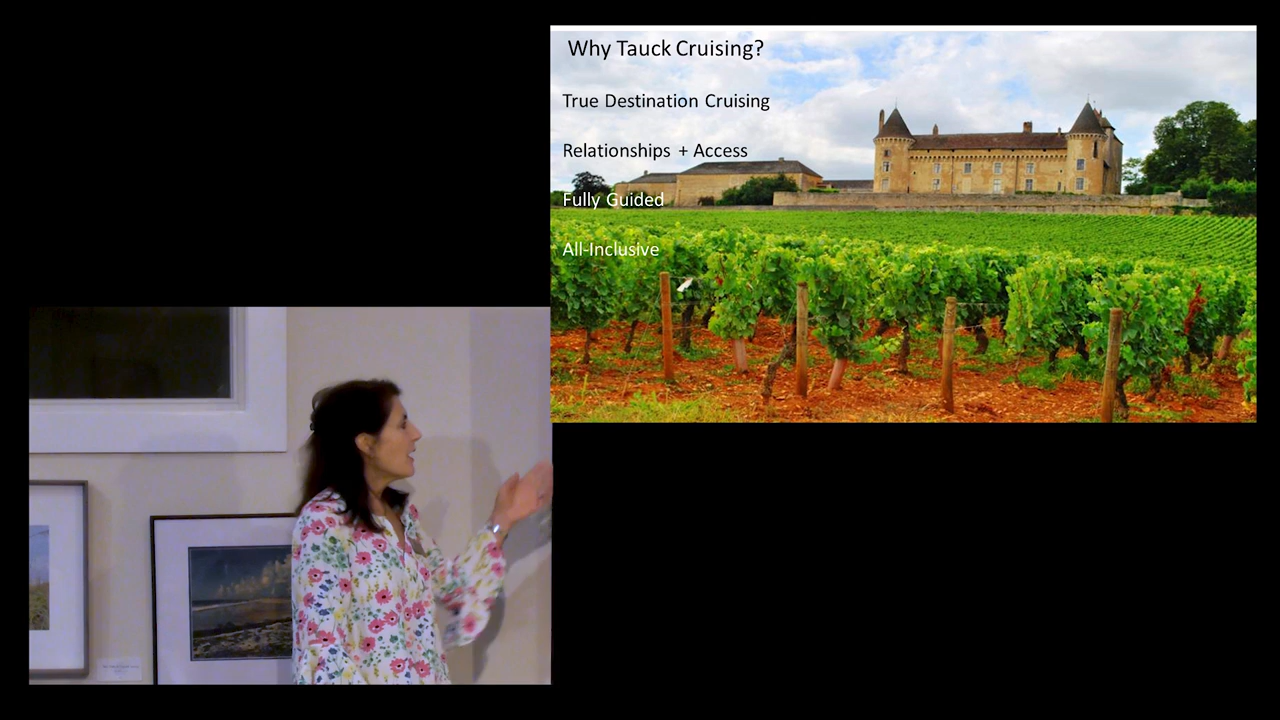 Why Tauck Cruising?
True Destination Cruising
Relationships + Access
Fully Guided
All-Inclusive